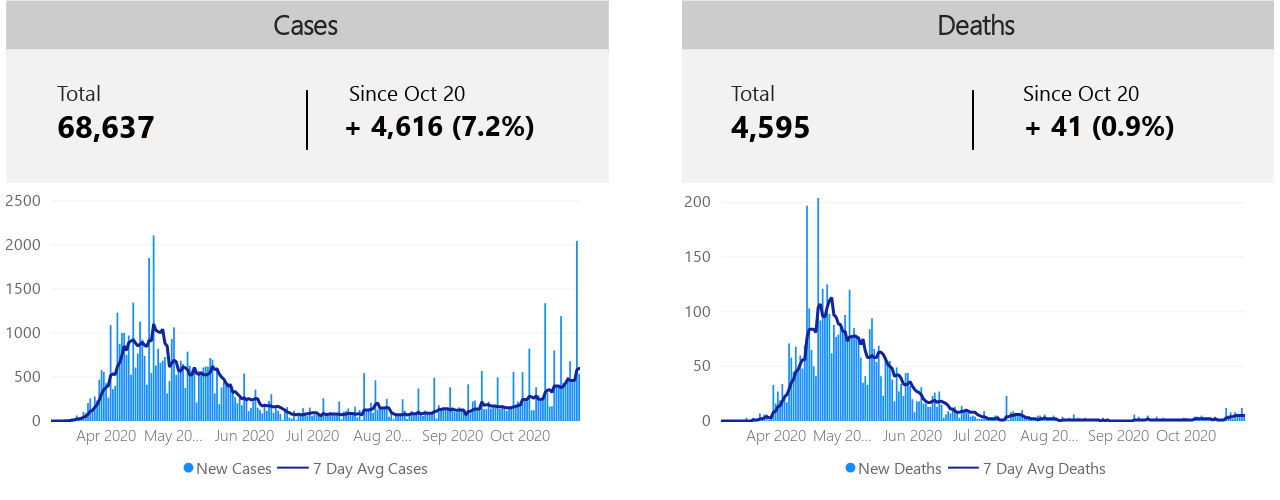 Cases
Total
Since Oct 20
68,637
+ 4,616 (7.2%)
2500
2000
1500
1000
500
0
Apr 2020 May 20... Jun 2020 Jul 2020 Aug 20... Sep 2020 Oct 2020
New Cases 7 Day Avg Cases
Deaths
Total
Since Oct 20
4,595
+ 41 (0.9%)
200
150
100
50
0
Apr 2020 May 20... Jun 2020 Jul 2020 Aug 20... Sep 2020 Oct 2020
New Deaths 7 Day Avg Deaths